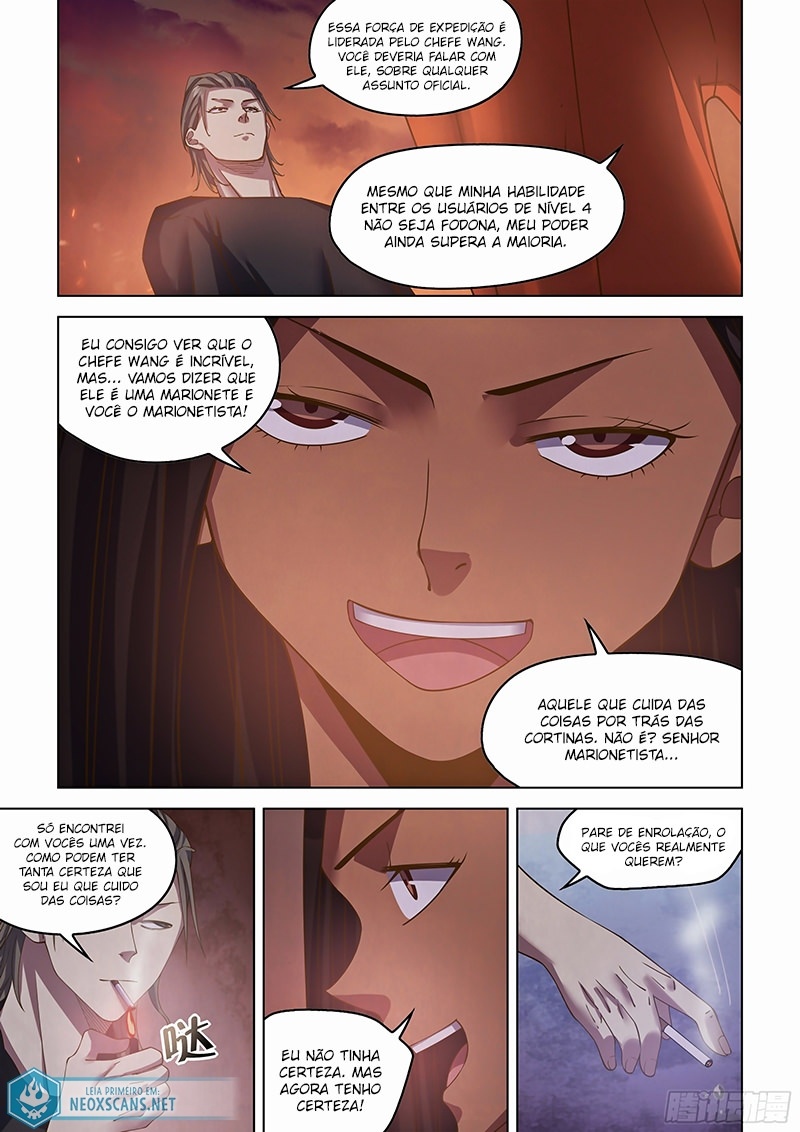 ESSA FORÇA DE EXPEDIÇÃO É
LIDERADA PELO CHEFE WANG.
VOCÊ DEVERIA FALAR COM
ELE, SOBRE QUALQUER
ASSUNTO OFICIAL.
MESMO QUE MINHA HABILIDADE
ENTRE OS USUÁRIOS DE NÍVEL 4
NÃO SEJA FODONA, MEU PODER
AINDA SUPERA A MAIORIA.
EU CONSIGO VER QUE O
CHEFE WANG É INCRÍVEL,
MAS... VAMOS DIZER QUE
ELE É UMA MARIONETE E
VOCÊ O MARIONETISTA!
AQUELE QUE CUIDA DAS
COISAS POR TRÁS DAS
CORTINAS. NÃO É? SENHOR
MARIONETISTA...
SÓ ENCONTREI
COM VOCÊS UMA VEZ.
COMO PODEM TER
TANTA CERTEZA QUE
SOU EU QUE CUIDO
DAS COISAS?
哒
EU NÃO TINHA
CERTEZA. MAS
AGORA TENHO
CERTEZA!
PARE DE ENROLAÇÃO, O
QUE VOCÊS REALMENTE
QUEREM?
LEIA PRIMEIRO EM:
NEOXSCANS.NET
腾讯动漫